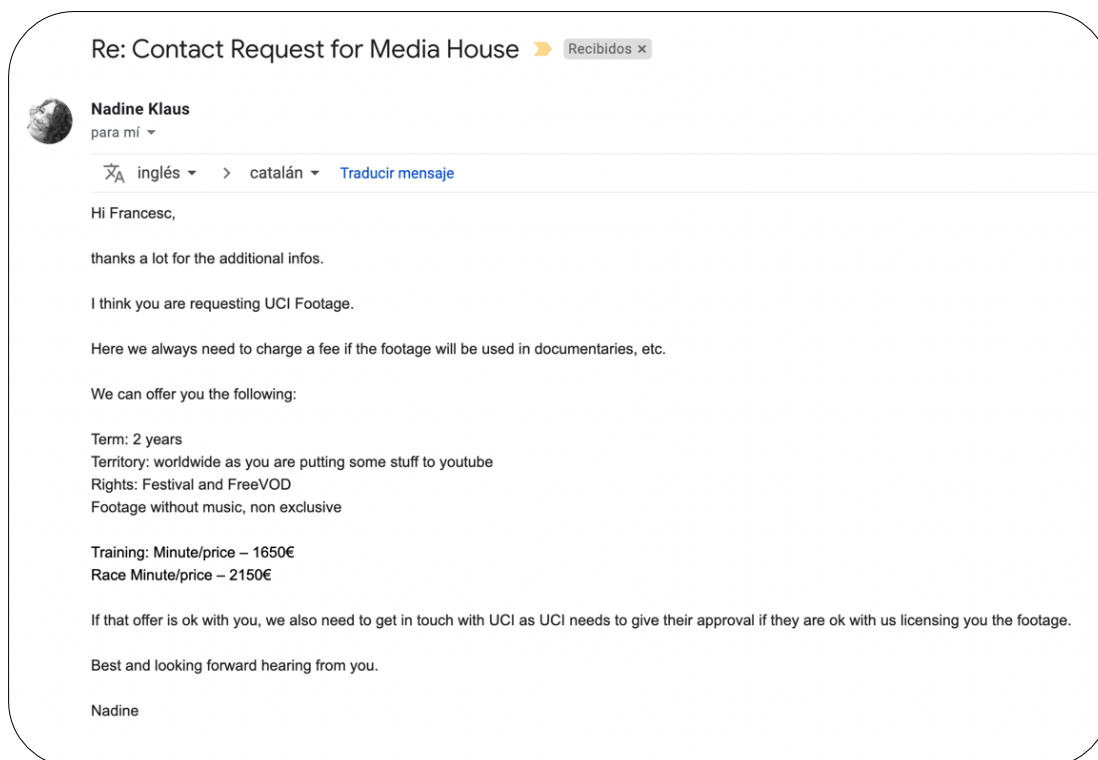 Re: Contact Request for Media House Recibidos ×
Nadine Klaus
para mí
inglés > catalán Traducir mensaje
Hi Francesc,
thanks a lot for the additional infos.
I think you are requesting UCI Footage.
Here we always need to charge a fee if the footage will be used in documentaries, etc.
We can offer you the following:
Term: 2 years
Territory: worldwide as you are putting some stuff to youtube
Rights: Festival and FreeVOD
Footage without music, non exclusive
Training: Minute/price – 1650€
Race Minute/price – 2150€
If that offer is ok with you, we also need to get in touch with UCI as UCI needs to give their approval if they are ok with us licensing you the footage.
Best and looking forward hearing from you.
Nadine